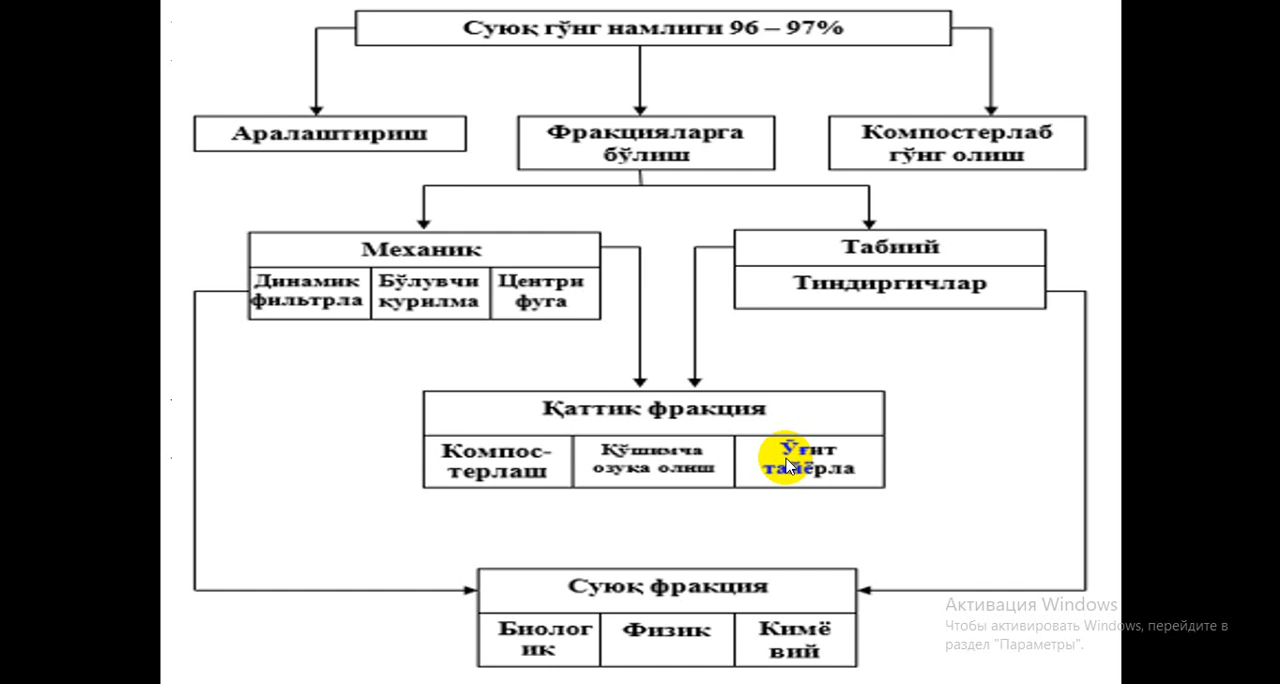 Суюқ гўнг намлиги 96 – 97%
Аралаштириш
Фракцияларга
бўлиш
Компостерлаб
гўнг олиш
Механик
Динамик
фильтрла
Бўлувчи
қурилма
Центри
фуга
Табиий
Тиндиргичлар
Қаттик фракция
Компос-
терлаш
Қўшимча
озуқа олиш
Ўғит
тайёрла
Суюқ фракция
Биолог
ик
Физик
Кимё
вий
Активация Windows
Чтобы активировать Windows, перейдите в
раздел "Параметры".